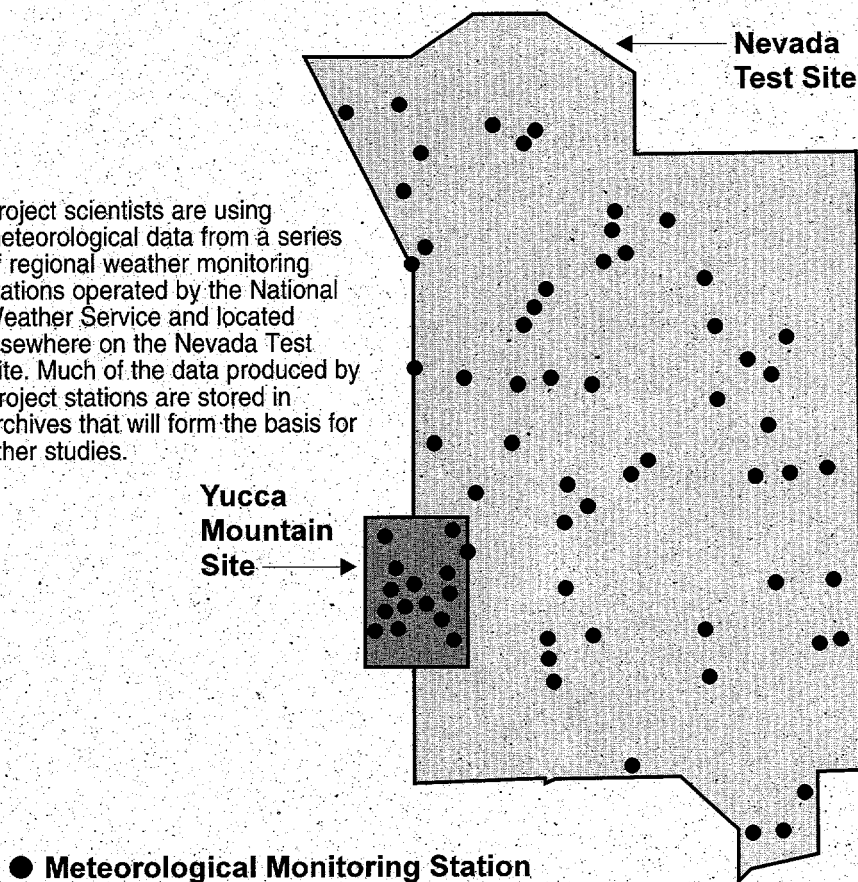 Nevada
Test Site
roject scientists are using
eteorological data from a series
f regional weather monitoring
ations operated by the National
eather Service and located
sewhere on the Nevada Test
ite. Much of the data produced by
roject stations are stored in
rchives that will form the basis for
ther studies.
Yucca
Mountain
Site
Meteorological Monitoring Station